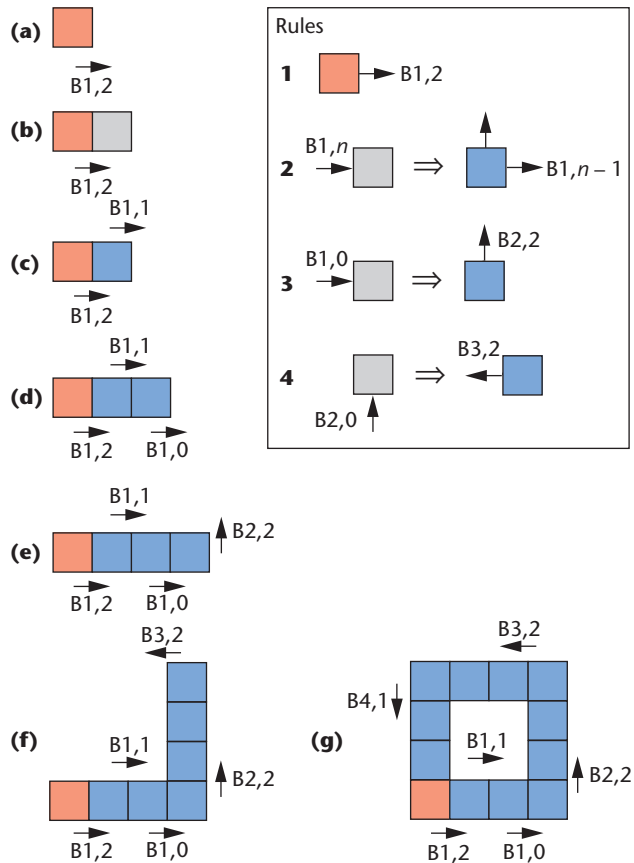 (a)
B1,2
(b)
B1,2
B1,1
(c)
B1,2
B1,1
(d)
B1,2 B1,0
B1,1
B2,2
(e)
B1,2 B1,0
B3,2
(f)
B1,1
B2,2
B1,2 B1,0
Rules
1 B1,2
2 B1,n ⇒ B1,n – 1
3 B1,0 ⇒ B2,2
4 ⇒ B3,2
B2,0
B3,2
B4,1
(g)
B1,1
B2,2
B1,2 B1,0